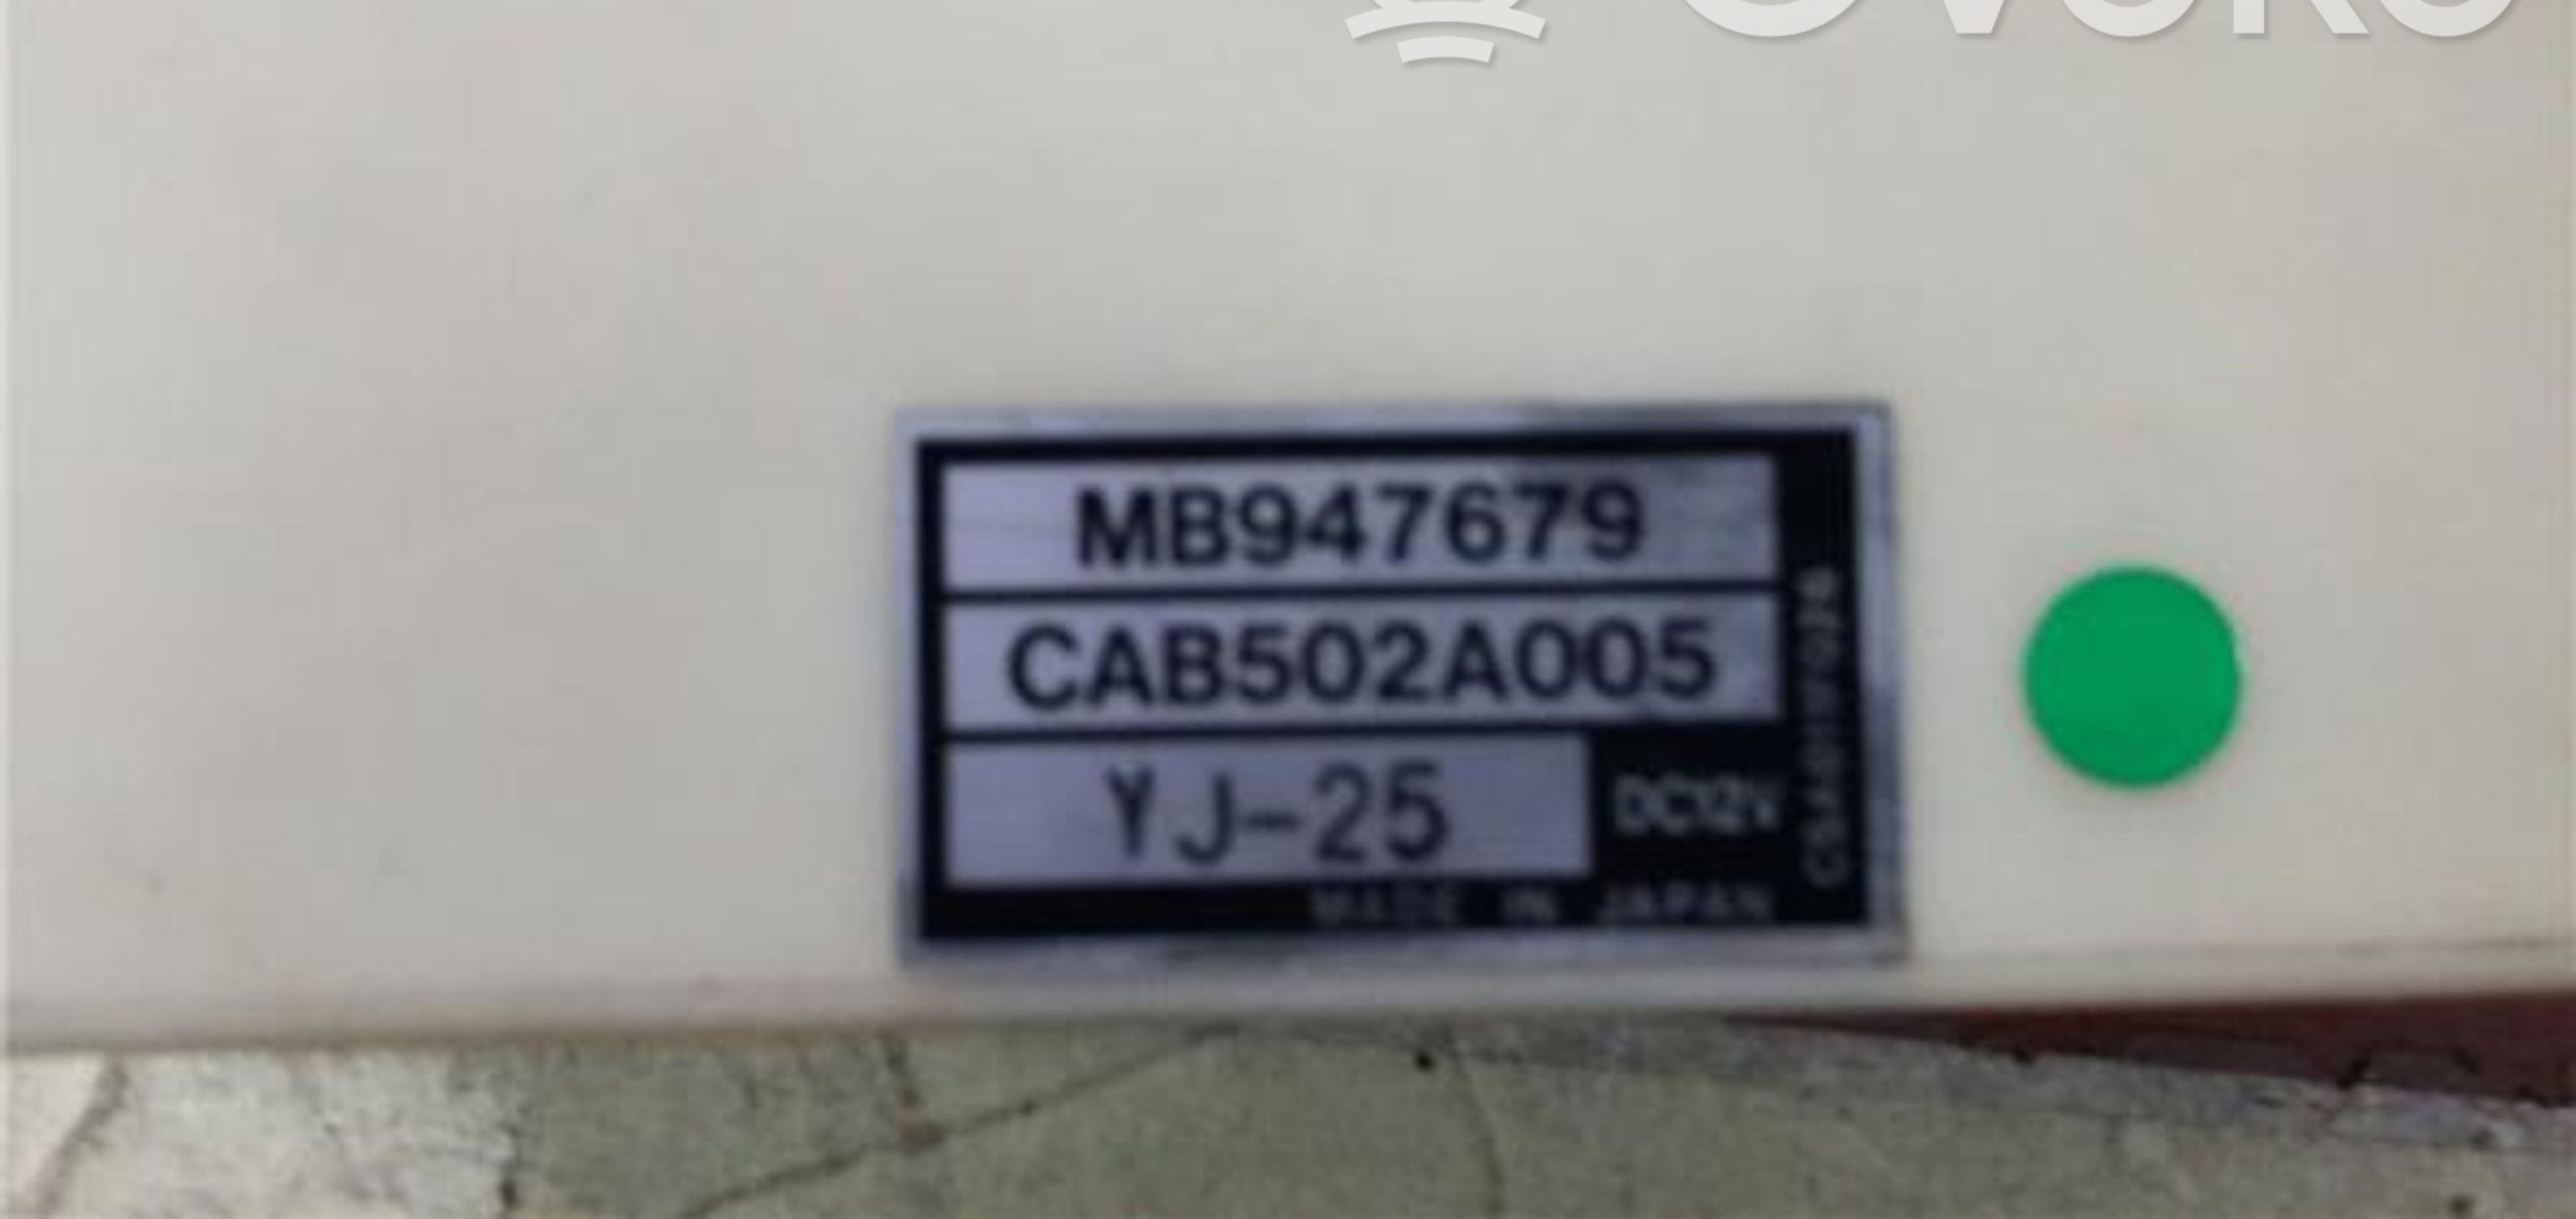 MB947679
CAB502A005
YJ-25
DC12V
MADE IN JAPAN